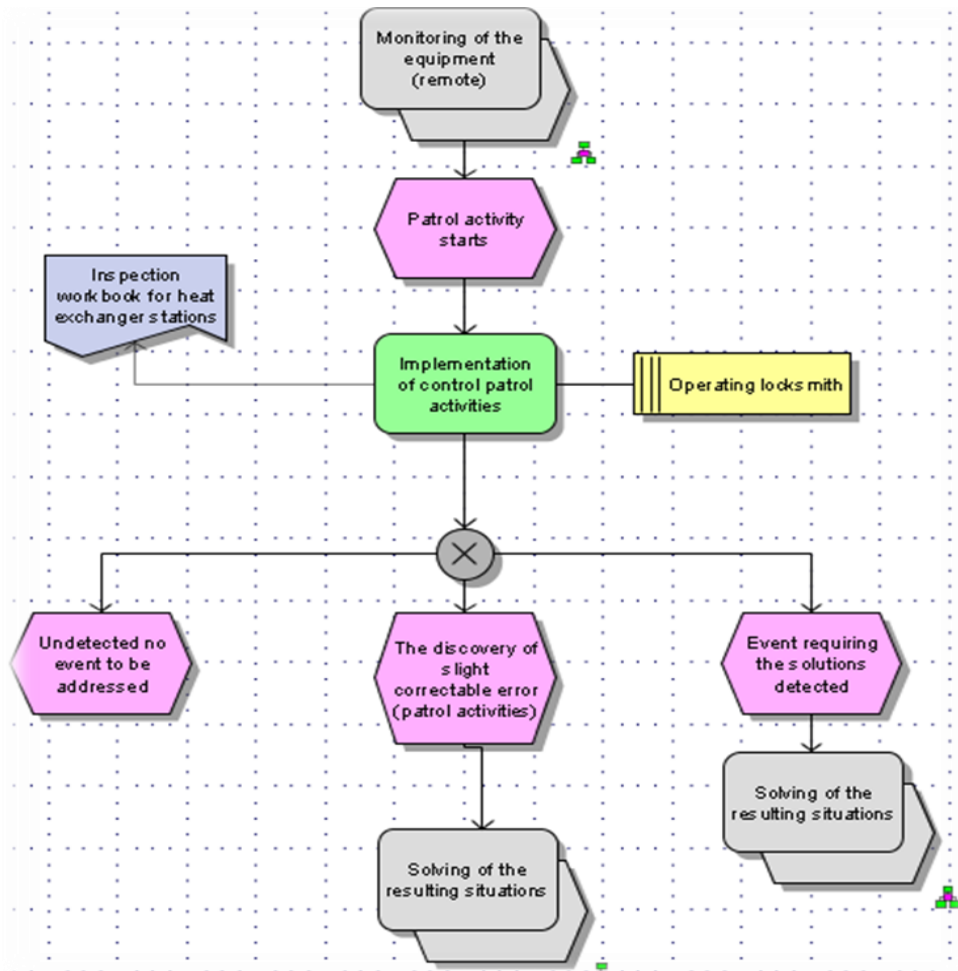 Monitoring of the
equipment
(remote)
Patrol activity
starts
Inspection
workbook for heat
exchanger stations
Implementation
of control patrol
activities
Operating locksmith
Undetected no
event to be
addressed
The discovery of
slight
correctable error
(patrol activities)
Event requiring
the solutions
detected
Solving of the
resulting situations
Solving of the
resulting situations